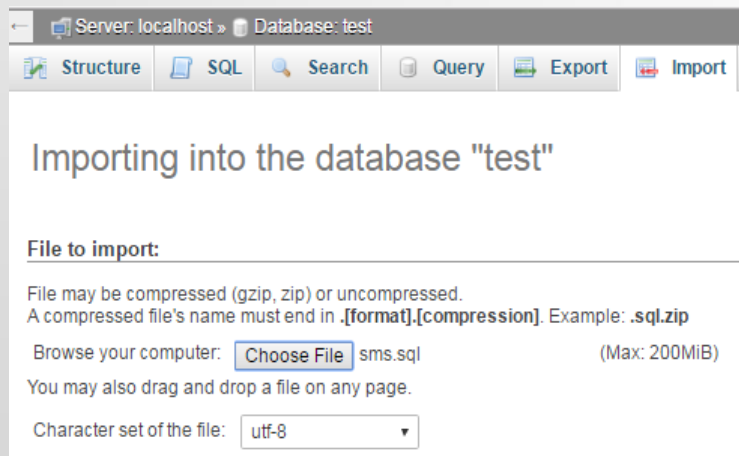 ← Server: localhost » Database: test
Structure SQL Search Query Export Import
Importing into the database "test"
File to import:
File may be compressed (gzip, zip) or uncompressed.
A compressed file's name must end in .[format].[compression]. Example: .sql.zip
Browse your computer: Choose File sms.sql (Max: 200MiB)
You may also drag and drop a file on any page.
Character set of the file: utf-8